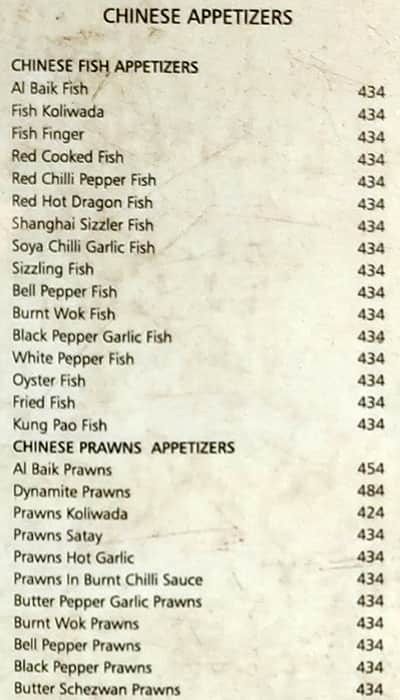 CHINESE APPETIZERS
CHINESE FISH APPETIZERS
Al Baik Fish 434
Fish Koliwada 434
Fish Finger 434
Red Cooked Fish 434
Red Chilli Pepper Fish 434
Red Hot Dragon Fish 434
Shanghai Sizzler Fish 434
Soya Chilli Garlic Fish 434
Sizzling Fish 434
Bell Pepper Fish 434
Burnt Wok Fish 434
Black Pepper Garlic Fish 434
White Pepper Fish 434
Oyster Fish 434
Fried Fish 434
Kung Pao Fish 434
CHINESE PRAWNS APPETIZERS
Al Baik Prawns 454
Dynamite Prawns 484
Prawns Koliwada 424
Prawns Satay 434
Prawns Hot Garlic 434
Prawns In Burnt Chilli Sauce 434
Butter Pepper Garlic Prawns 434
Burnt Wok Prawns 434
Bell Pepper Prawns 434
Black Pepper Prawns 434
Butter Schezwan Prawns 434